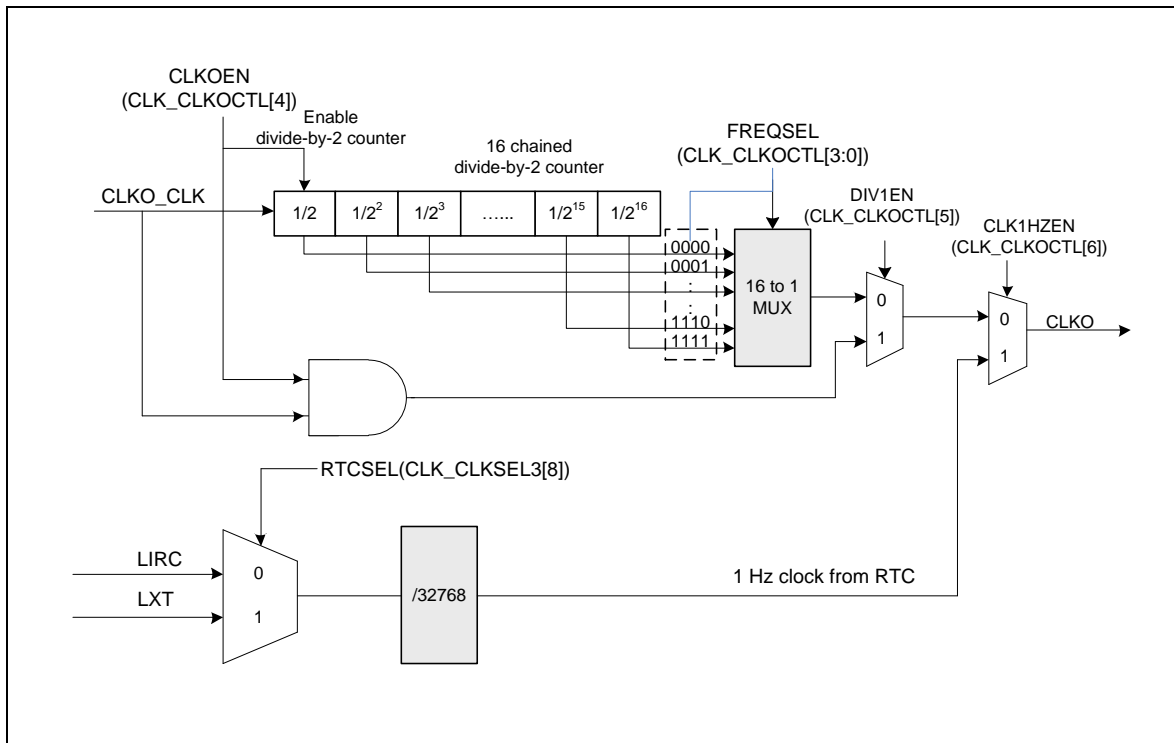 CLKOEN
(CLK_CLKOCTL[4])
Enable
divide-by-2 counter
16 chained
divide-by-2 counter
FREQSEL
(CLK_CLKOCTL[3:0])
DIV1EN
(CLK_CLKOCTL[5])
CLK1HZEN
(CLK_CLKOCTL[6])
CLKO_CLK
1/2
1/2²
1/2³
…...
1/2¹⁵
1/2¹⁶
0000
0001
:
:
1110
1111
16 to 1
MUX
0
1
0
1
CLKO
RTCSEL(CLK_CLKSEL3[8])
LIRC
LXT
0
1
/32768
1 Hz clock from RTC